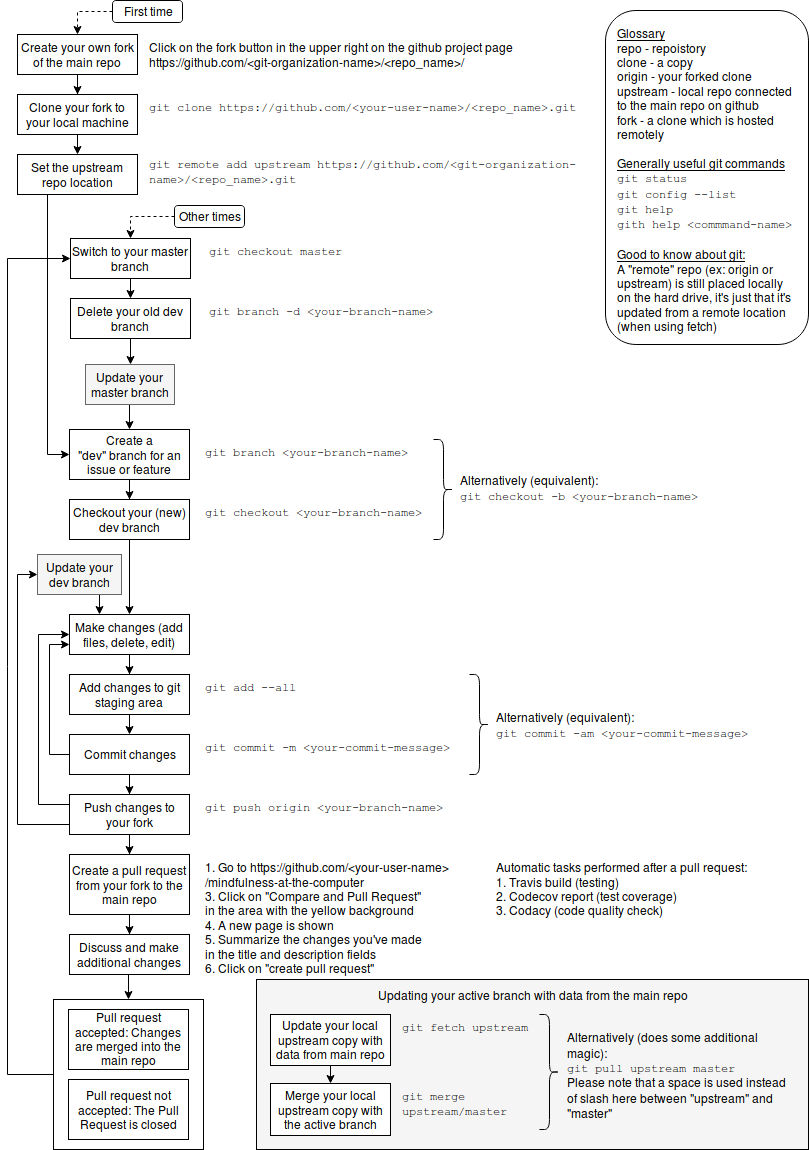 First time
Create your own fork
of the main repo
Click on the fork button in the upper right on the github project page
https://github.com/<git-organization-name>/<repo_name>/
Clone your fork to
your local machine
git clone https://github.com/<your-user-name>/<repo_name>.git
Set the upstream
repo location
git remote add upstream https://github.com/<git-organization-
name>/<repo_name>.git
Glossary
repo - repoistory
clone - a copy
origin - your forked clone
upstream - local repo connected
to the main repo on github
fork - a clone which is hosted
remotely
Generally useful git commands
git status
git config --list
git help
gith help <commmand-name>
Good to know about git:
A "remote" repo (ex: origin or
upstream) is still placed locally
on the hard drive, it's just that it's
updated from a remote location
(when using fetch)
Other times
Switch to your master
branch
git checkout master
Delete your old dev
branch
git branch -d <your-branch-name>
Update your
master branch
Create a
"dev" branch for an
issue or feature
git branch <your-branch-name>
Checkout your (new)
dev branch
git checkout <your-branch-name>
Alternatively (equivalent):
git checkout -b <your-branch-name>
Update your
dev branch
Make changes (add
files, delete, edit)
Add changes to git
staging area
git add --all
Commit changes
git commit -m <your-commit-message>
Alternatively (equivalent):
git commit -am <your-commit-message>
Push changes to
your fork
git push origin <your-branch-name>
Create a pull request
from your fork to the
main repo
1. Go to https://github.com/<your-user-name>
/mindfulness-at-the-computer
3. Click on "Compare and Pull Request"
in the area with the yellow background
4. A new page is shown
5. Summarize the changes you've made
in the title and description fields
6. Click on "create pull request"
Automatic tasks performed after a pull request:
1. Travis build (testing)
2. Codecov report (test coverage)
3. Codacy (code quality check)
Discuss and make
additional changes
Pull request
accepted: Changes
are merged into the
main repo
Pull request not
accepted: The Pull
Request is closed
Updating your active branch with data from the main repo
Update your local
upstream copy with
data from main repo
git fetch upstream
Merge your local
upstream copy with
the active branch
git merge
upstream/master
Alternatively (does some additional
magic):
git pull upstream master
Please note that a space is used instead
of slash here between "upstream" and
"master"